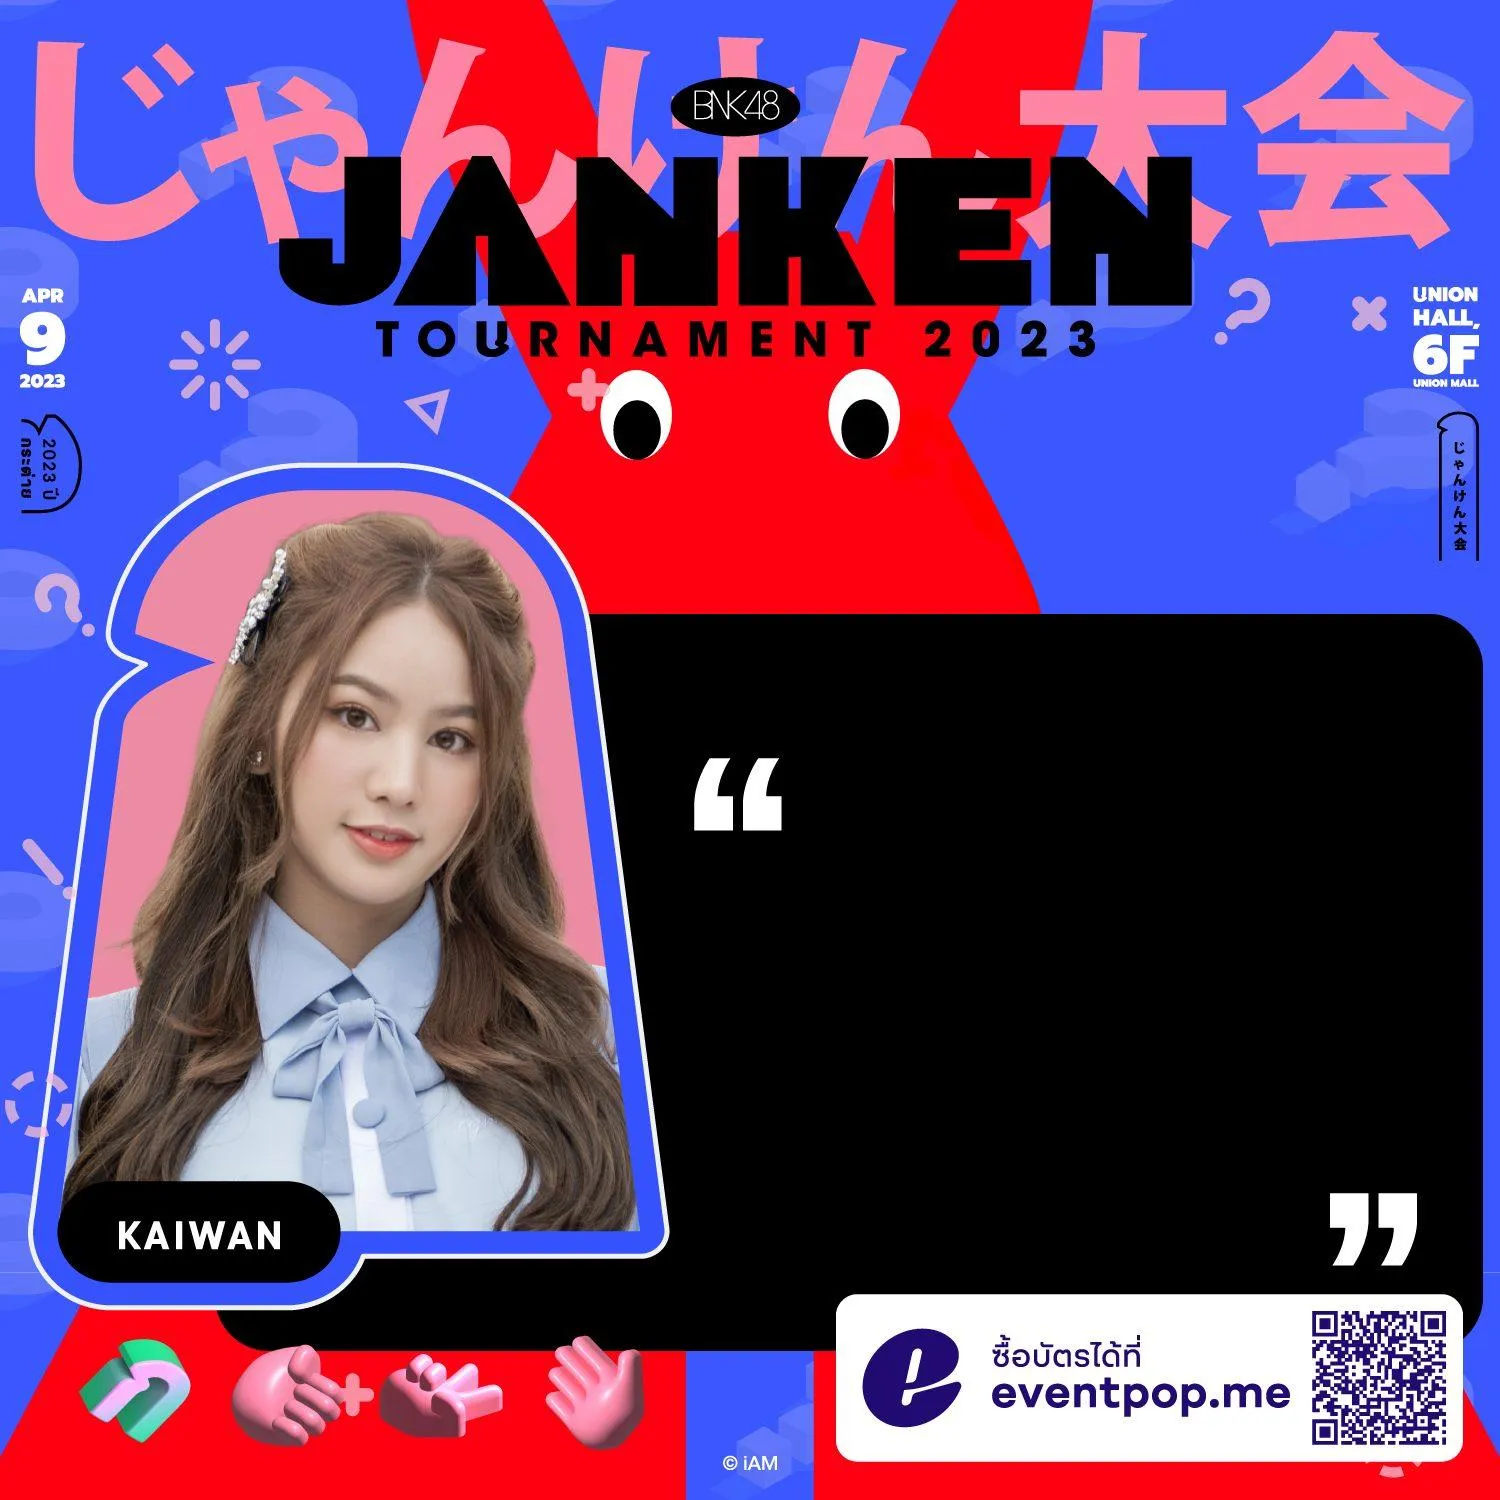 じゃんけん大会
BNK48
JANKEN
TOURNAMENT 2023
APR
9
2023
2023 ปี
กระต่าย
UNION
HALL,
6F
UNION MALL
じゃんけん大会
“
”
KAIWAN
ซื้อบัตรได้ที่
eventpop.me
© iAM